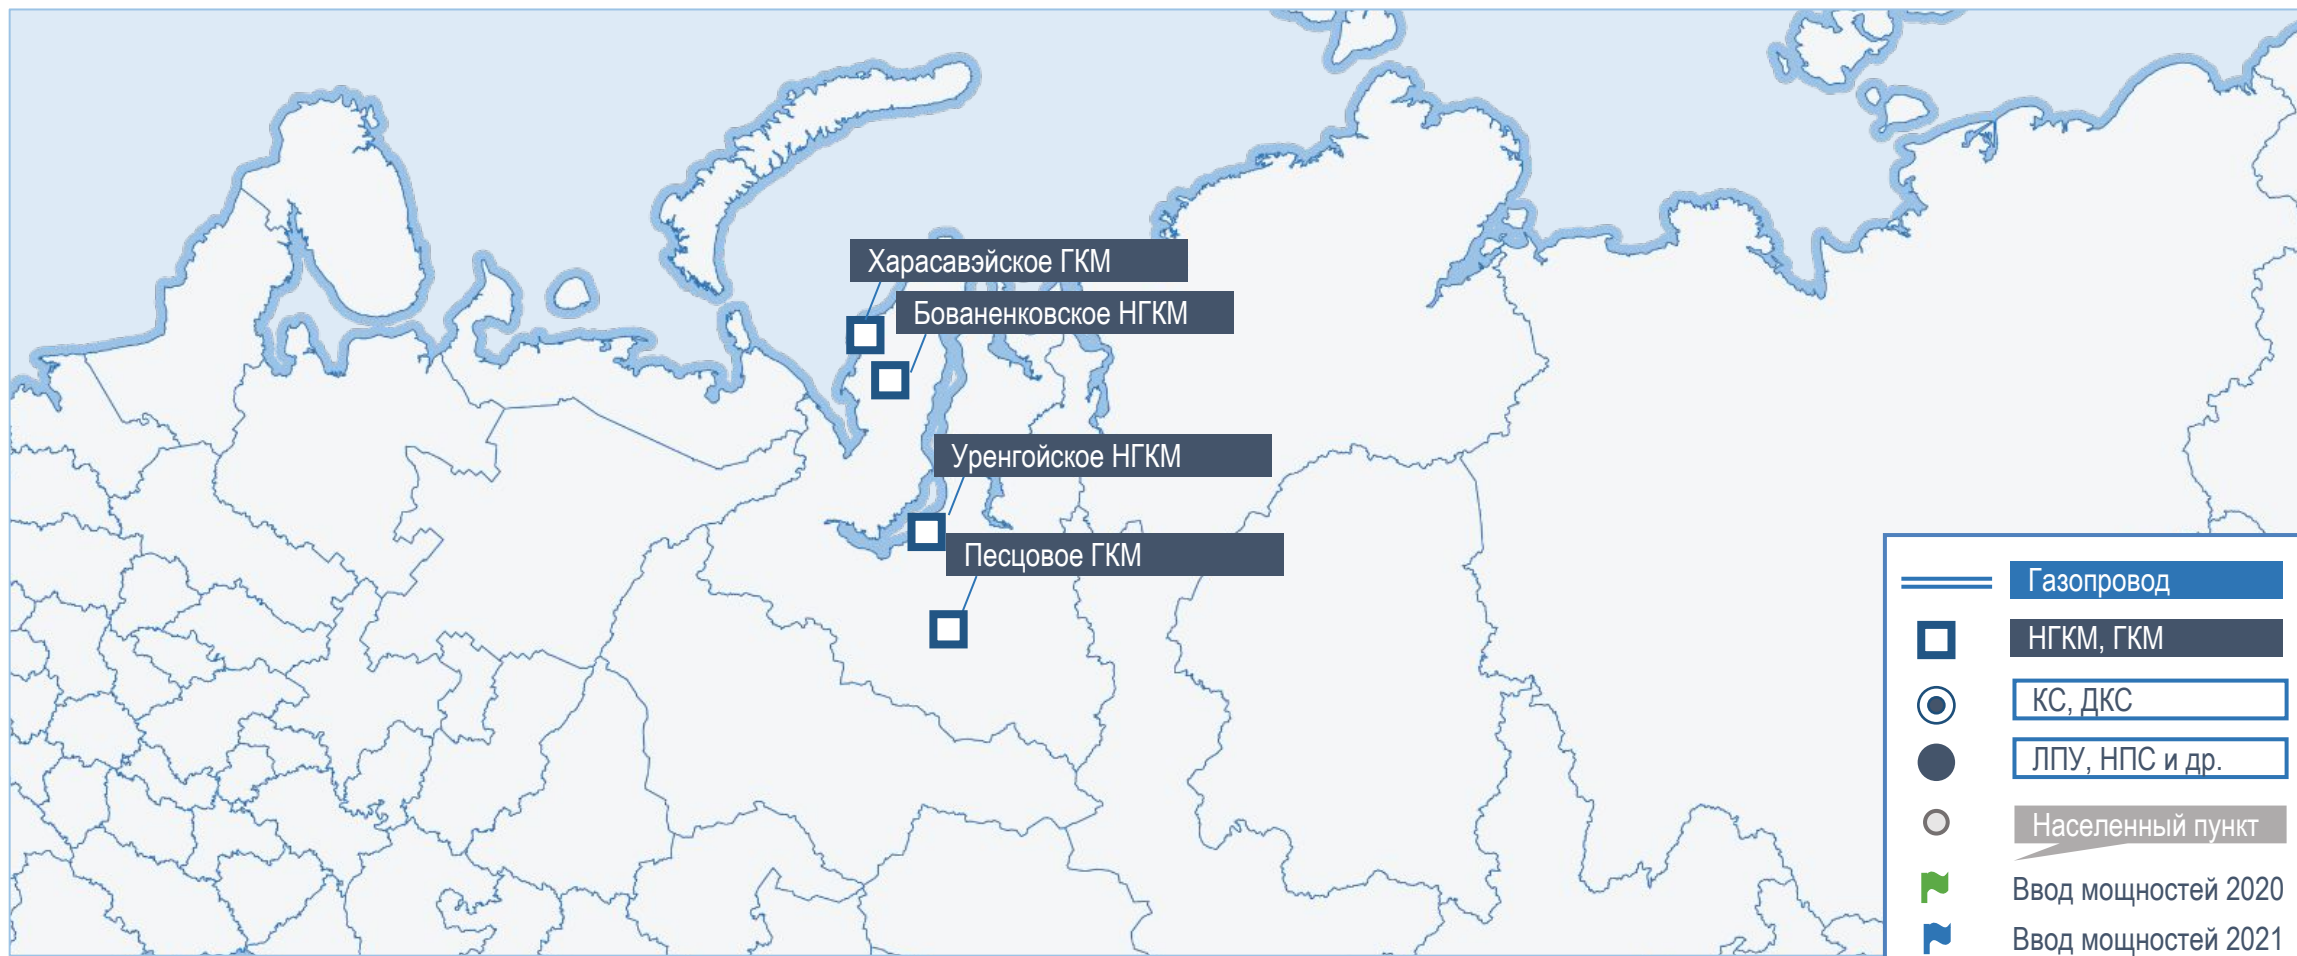 Харасавэйское ГКМ
Бованенковское НГКМ
Уренгойское НГКМ
Песцовое ГКМ
Газопровод
НГКМ, ГКМ
КС, ДКС
ЛПУ, НПС и др.
Населенный пункт
Ввод мощностей 2020
Ввод мощностей 2021